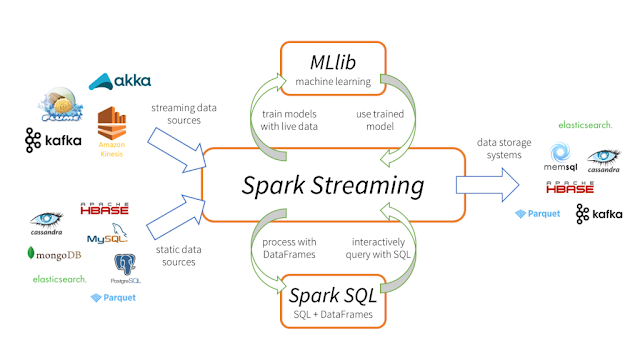 MLlib
machine learning
akka
flume
kafka
Amazon
Kinesis
streaming data
sources
train models
with live data
use trained
model
data storage
systems
elasticsearch.
memsql
cassandra
APACHE
HBASE
Parquet
kafka
Spark Streaming
APACHE
HBASE
cassandra
MySQL
mongoDB
elasticsearch.
PostgreSQL
Parquet
static data
sources
process with
DataFrames
interactively
query with SQL
Spark SQL
SQL + DataFrames